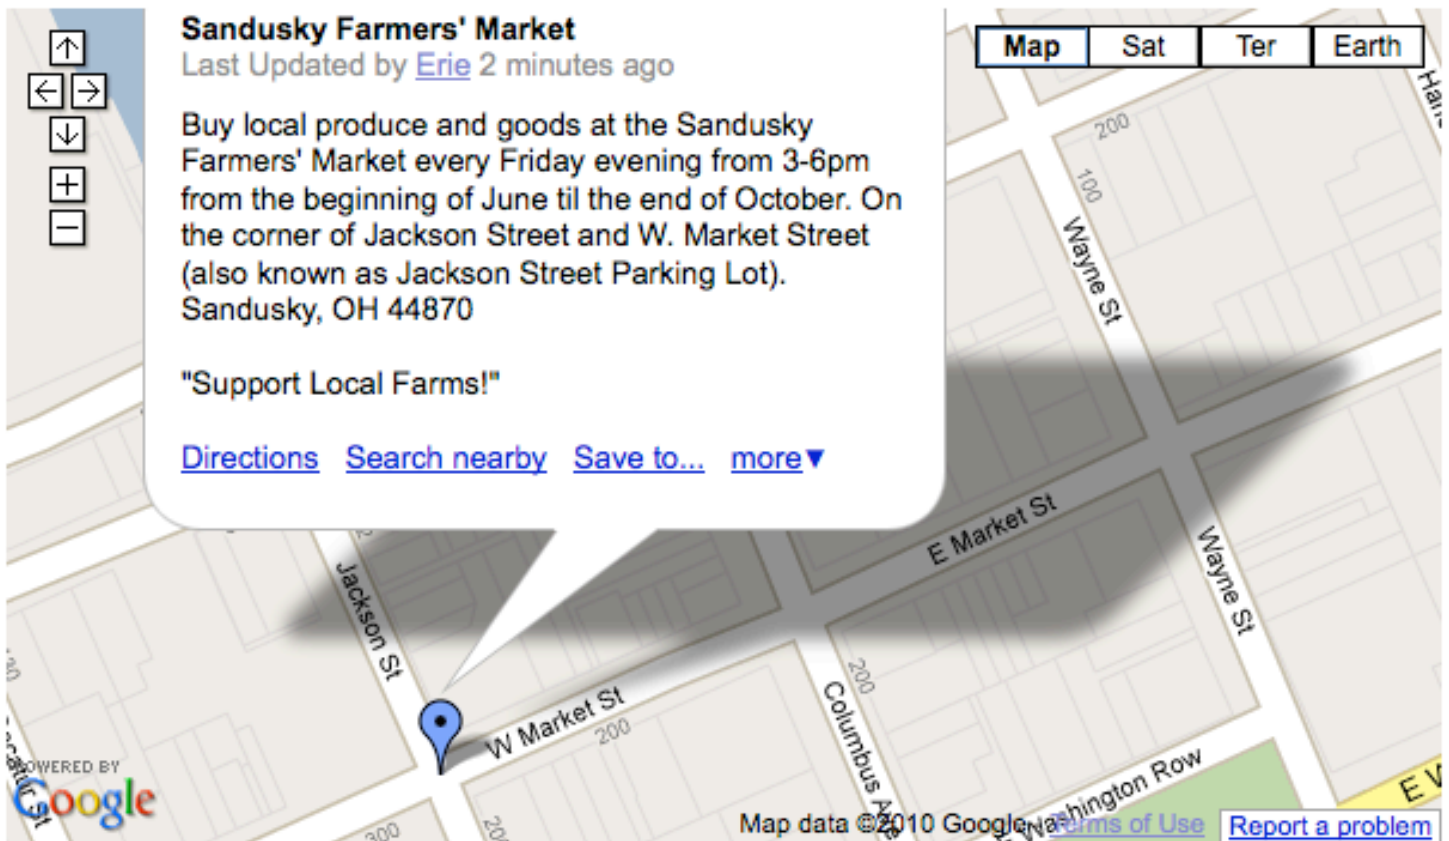 Sandusky Farmers' Market
Last Updated by Erie 2 minutes ago
Buy local produce and goods at the Sandusky
Farmers' Market every Friday evening from 3-6pm
from the beginning of June til the end of October. On
the corner of Jackson Street and W. Market Street
(also known as Jackson Street Parking Lot).
Sandusky, OH 44870
"Support Local Farms!"
Directions Search nearby Save to... more▼
Map Sat Ter Earth
200
100
Wayne St
E Market St
Wayne St
Jackson St
W Market St
200
200
Columbus
300
Row
POWERED BY
Google
Map data ©2010 Google Terms of Use
Report a problem